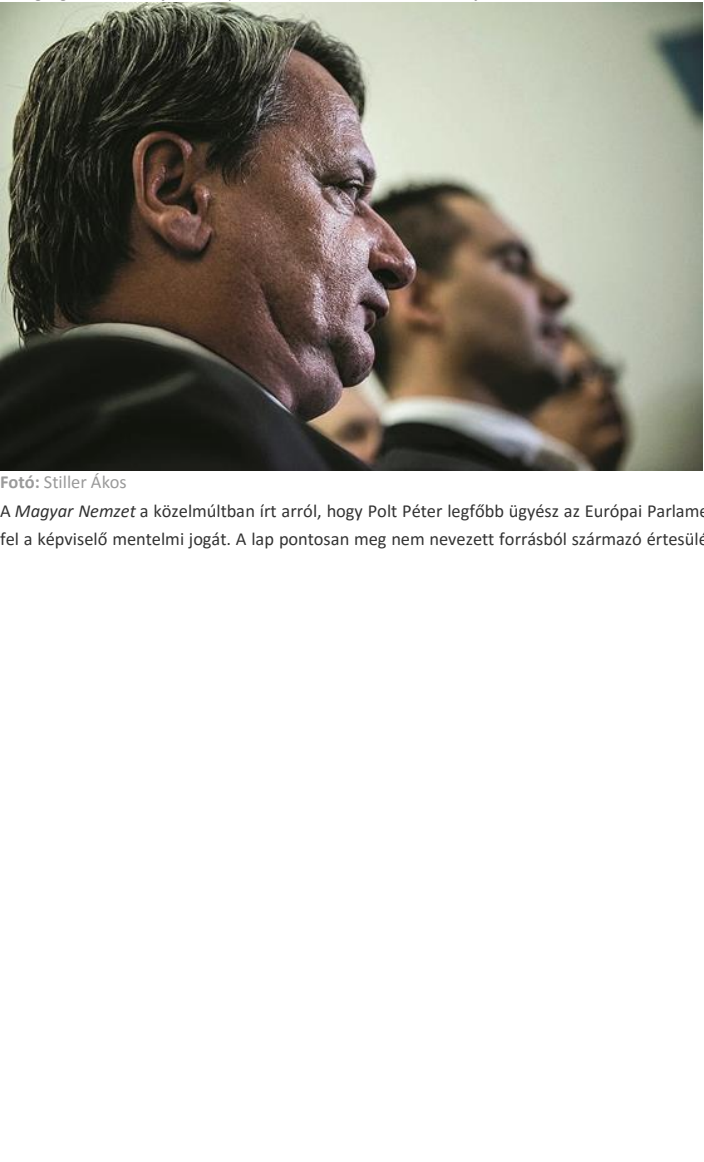 Fotó: Stiller Ákos
A Magyar Nemzet a közelmúltban írt arról, hogy Polt Péter legfőbb ügyész az Európai Parlame
fel a képviselő mentelmi jogát. A lap pontosan meg nem nevezett forrásból származó értesülé